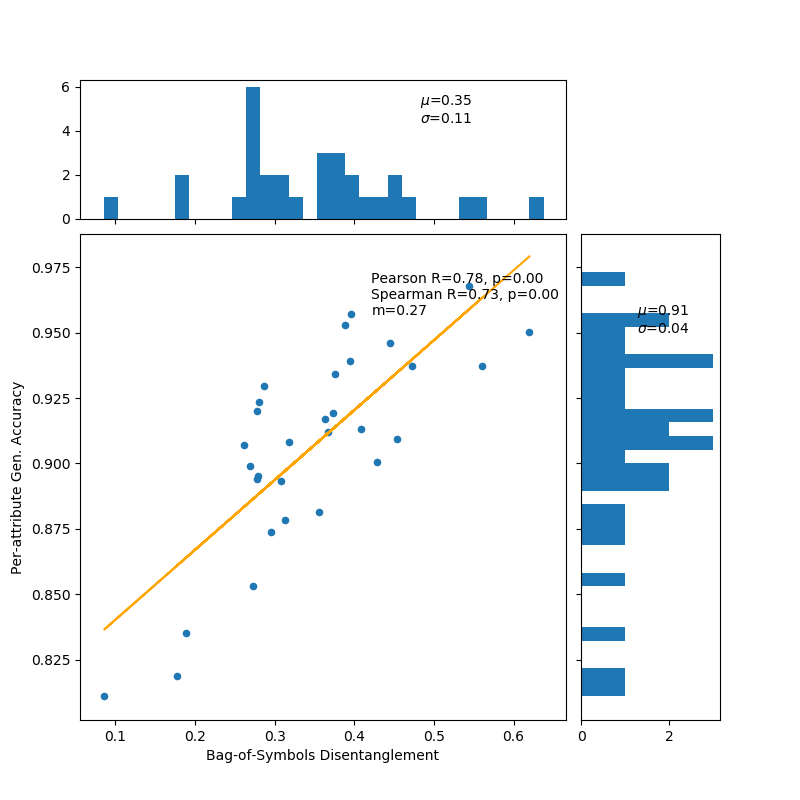 6
4
2
0
μ=0.35
σ=0.11
0.975
0.950
0.925
0.900
0.875
0.850
0.825
Per-attribute Gen. Accuracy
Pearson R=0.78, p=0.00
Spearman R=0.73, p=0.00
m=0.27
0.1 0.2 0.3 0.4 0.5 0.6
Bag-of-Symbols Disentanglement
μ=0.91
σ=0.04
0 2